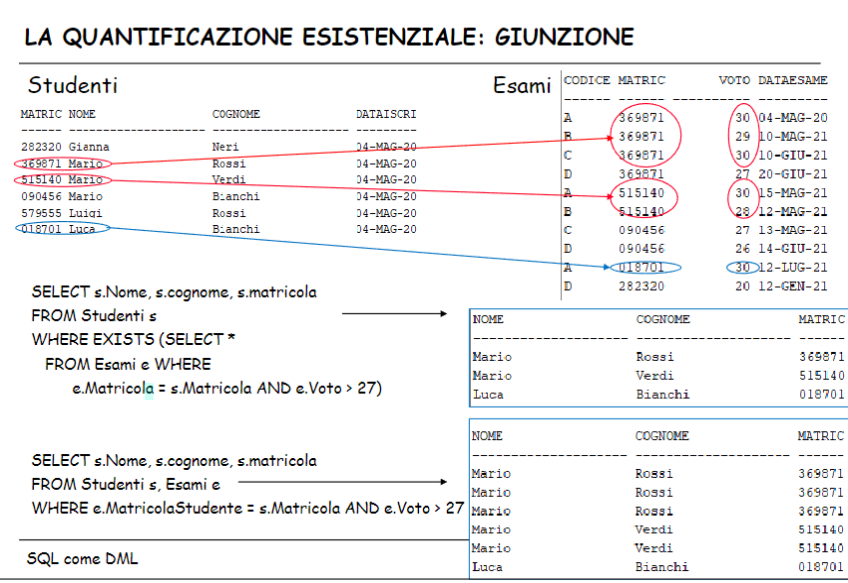 LA QUANTIFICAZIONE ESISTENZIALE: GIUNZIONE
Studenti
MATRIC NOME COGNOME DATAISCRI
------ -------------------- -------------------- ---------
282320 Gianna Neri 04-MAG-20
369871 Mario Rossi 04-MAG-20
515140 Mario Verdi 04-MAG-20
090456 Mario Bianchi 04-MAG-20
579555 Luigi Rossi 04-MAG-20
018701 Luca Bianchi 04-MAG-20
Esami
CODICE MATRIC VOTO DATAESAME
------ ------ ---------- ---------
A 369871 30 04-MAG-20
B 369871 29 10-MAG-21
C 369871 30 10-GIU-21
D 369871 27 20-GIU-21
A 515140 30 15-MAG-21
B 515140 28 12-MAG-21
C 090456 27 13-MAG-21
D 090456 26 14-GIU-21
A 018701 30 12-LUG-21
D 282320 20 12-GEN-21
SELECT s.Nome, s.cognome, s.matricola
FROM Studenti s
WHERE EXISTS (SELECT *
FROM Esami e WHERE
e.Matricola = s.Matricola AND e.Voto > 27)
NOME COGNOME MATRIC
-------------------- -------------------- ------
Mario Rossi 369871
Mario Verdi 515140
Luca Bianchi 018701
SELECT s.Nome, s.cognome, s.matricola
FROM Studenti s, Esami e
WHERE e.MatricolaStudente = s.Matricola AND e.Voto > 27
NOME COGNOME MATRIC
-------------------- -------------------- ------
Mario Rossi 369871
Mario Rossi 369871
Mario Rossi 369871
Mario Verdi 515140
Mario Verdi 515140
Luca Bianchi 018701
SQL come DML